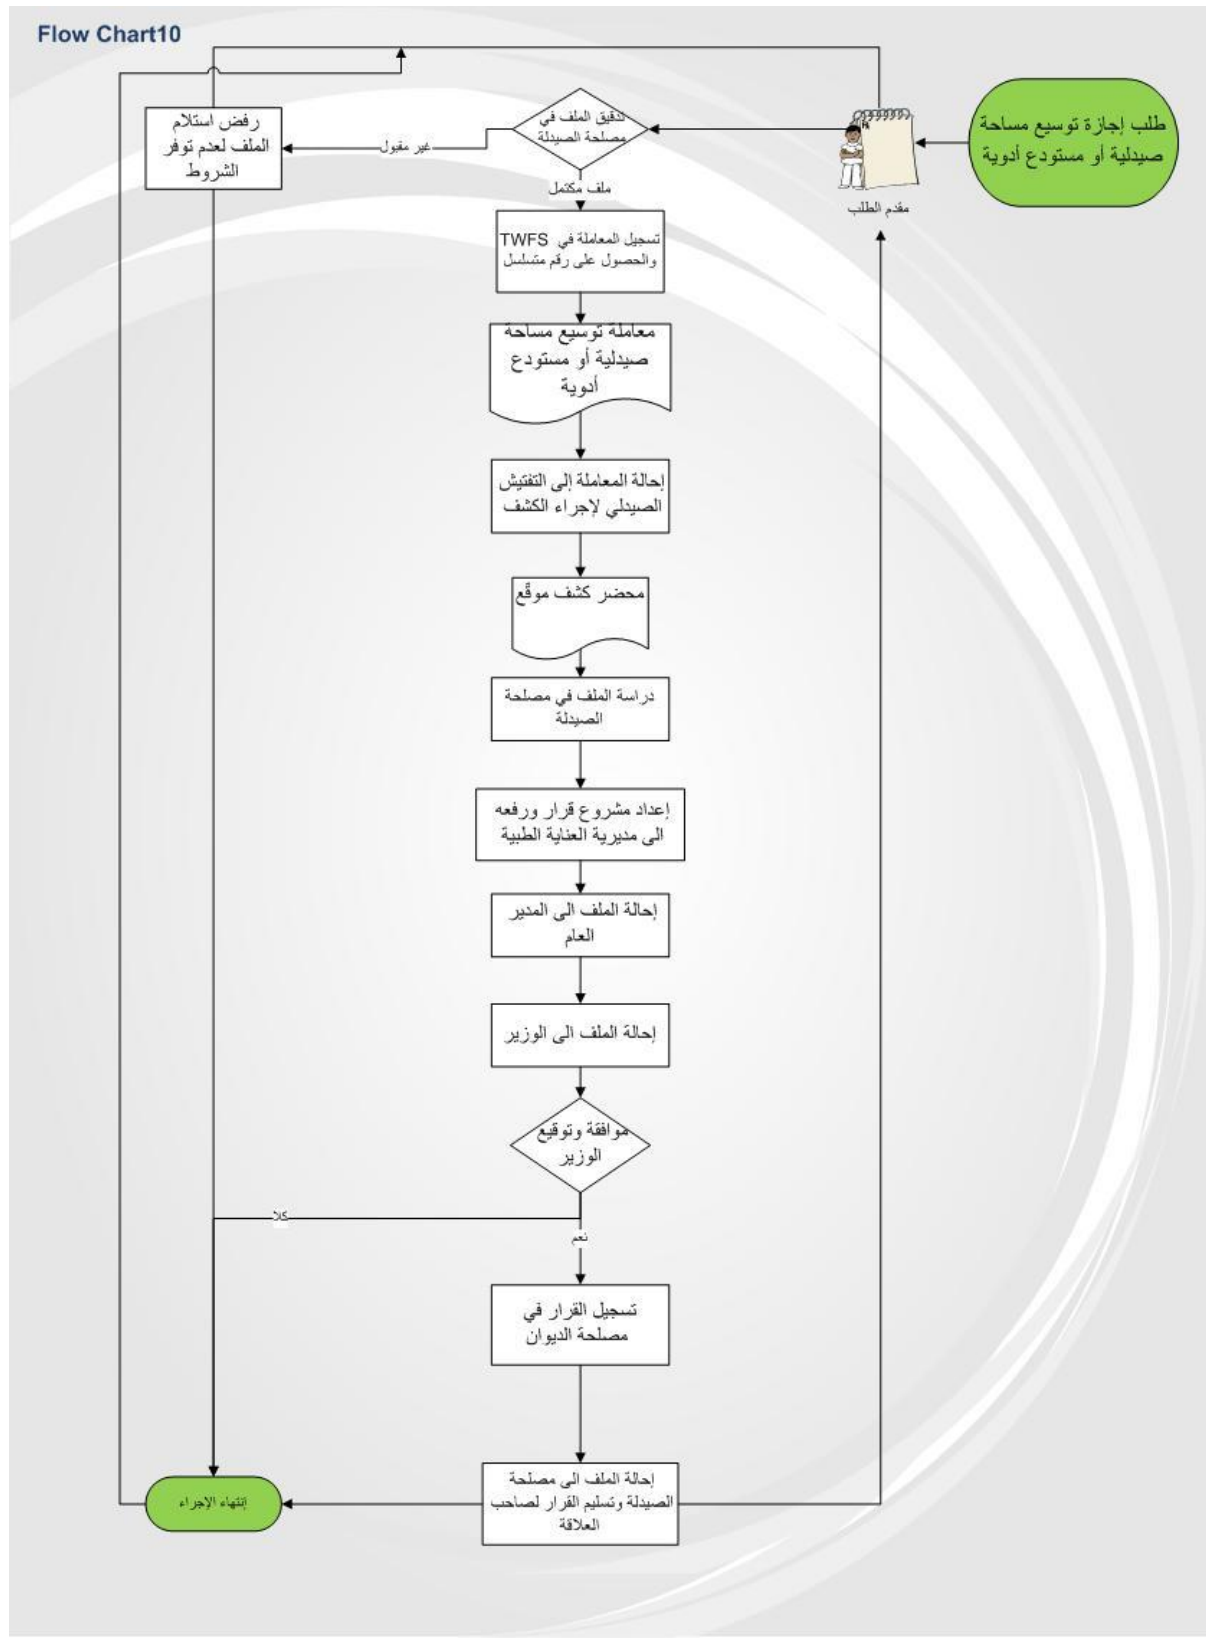 Flow Chart10
طلب إجازة توسيع مساحة
صيدلية أو مستودع أدوية
مقدم الطلب
تدقيق الملف في
مصلحة الصيدلة
غير مقبول
رفض استلام
الملف لعدم توفر
الشروط
ملف مكتمل
تسجيل المعاملة في TWFS
والحصول على رقم متسلسل
معاملة توسيع مساحة
صيدلية أو مستودع
أدوية
إحالة المعاملة إلى التفتيش
الصيدلي لإجراء الكشف
محضر كشف موقّع
دراسة الملف في مصلحة
الصيدلة
إعداد مشروع قرار ورفعه
الى مديرية العناية الطبية
إحالة الملف الى المدير
العام
إحالة الملف الى الوزير
موافقة وتوقيع
الوزير
كلا
نعم
تسجيل القرار في
مصلحة الديوان
إحالة الملف الى مصلحة
الصيدلة وتسليم القرار لصاحب
العلاقة
إنتهاء الإجراء